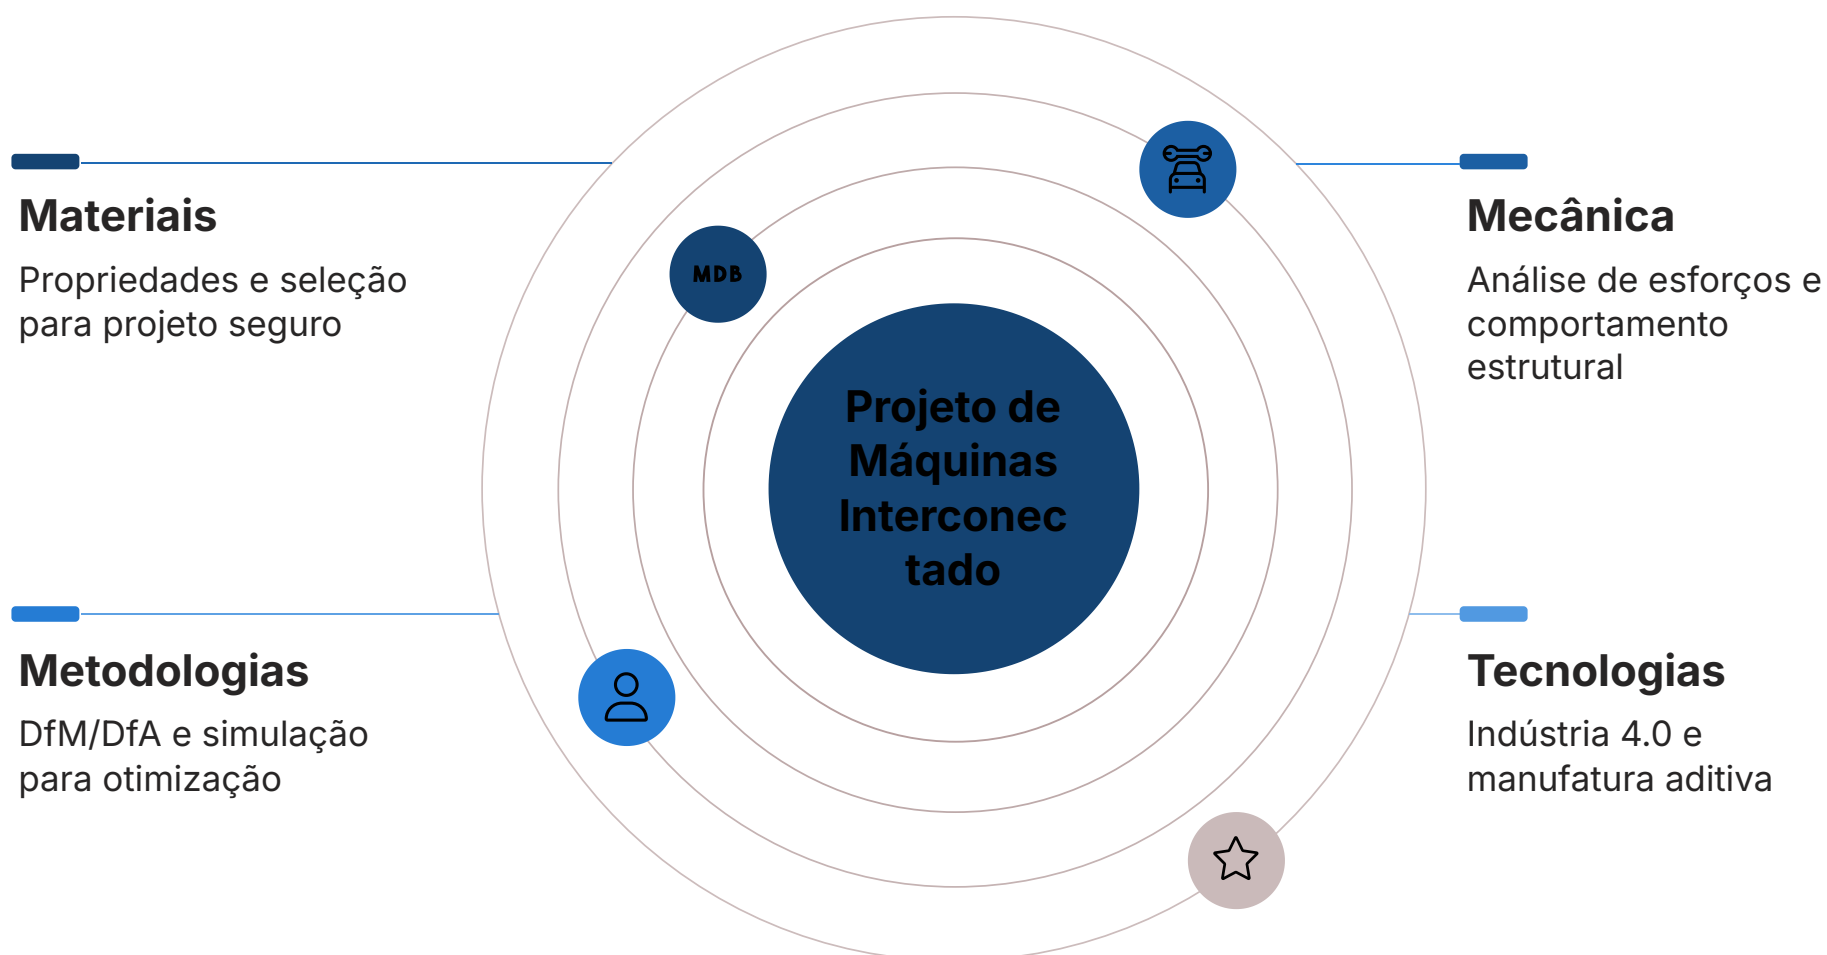 Materiais
Propriedades e seleção
para projeto seguro
Mecânica
Análise de esforços e
comportamento
estrutural
MDB
Projeto de
Máquinas
Interconec
tado
Metodologias
DfM/DfA e simulação
para otimização
Tecnologias
Indústria 4.0 e
manufatura aditiva